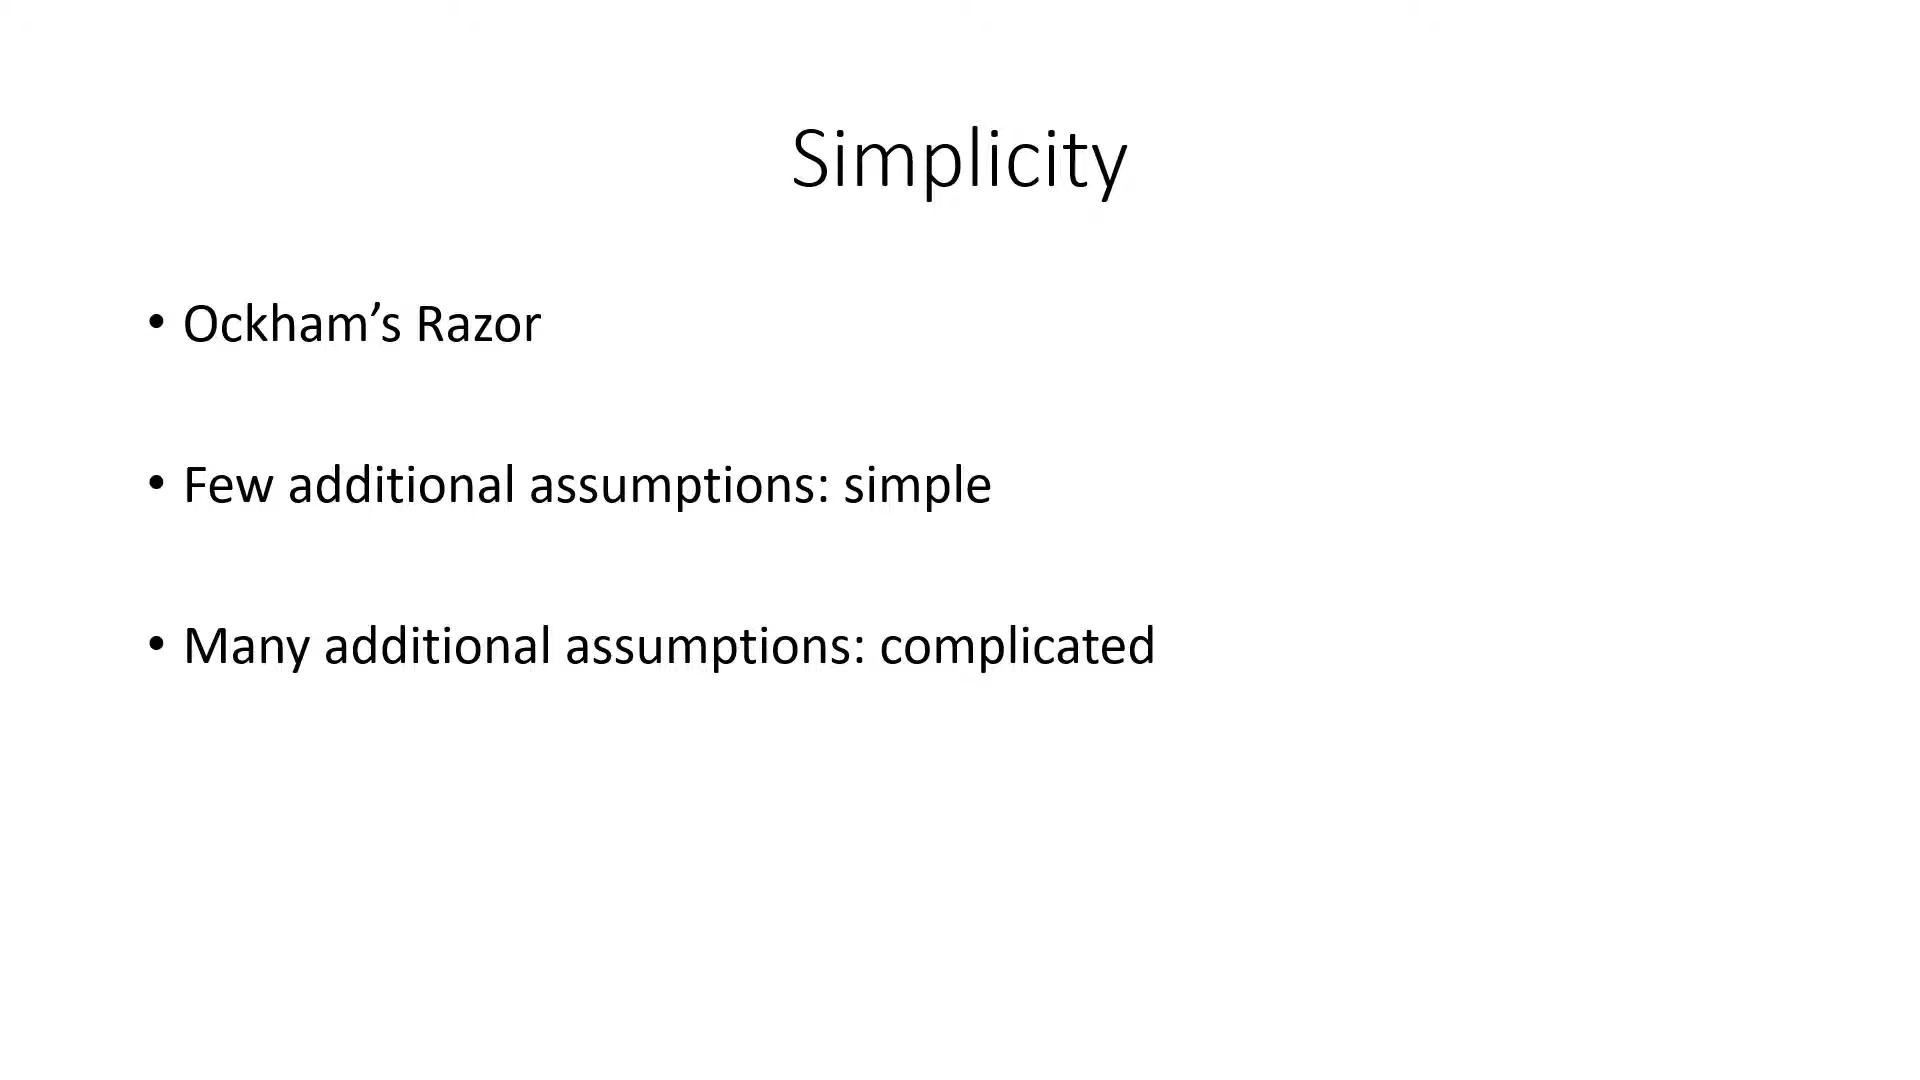 Simplicity
• Ockham’s Razor
• Few additional assumptions: simple
• Many additional assumptions: complicated